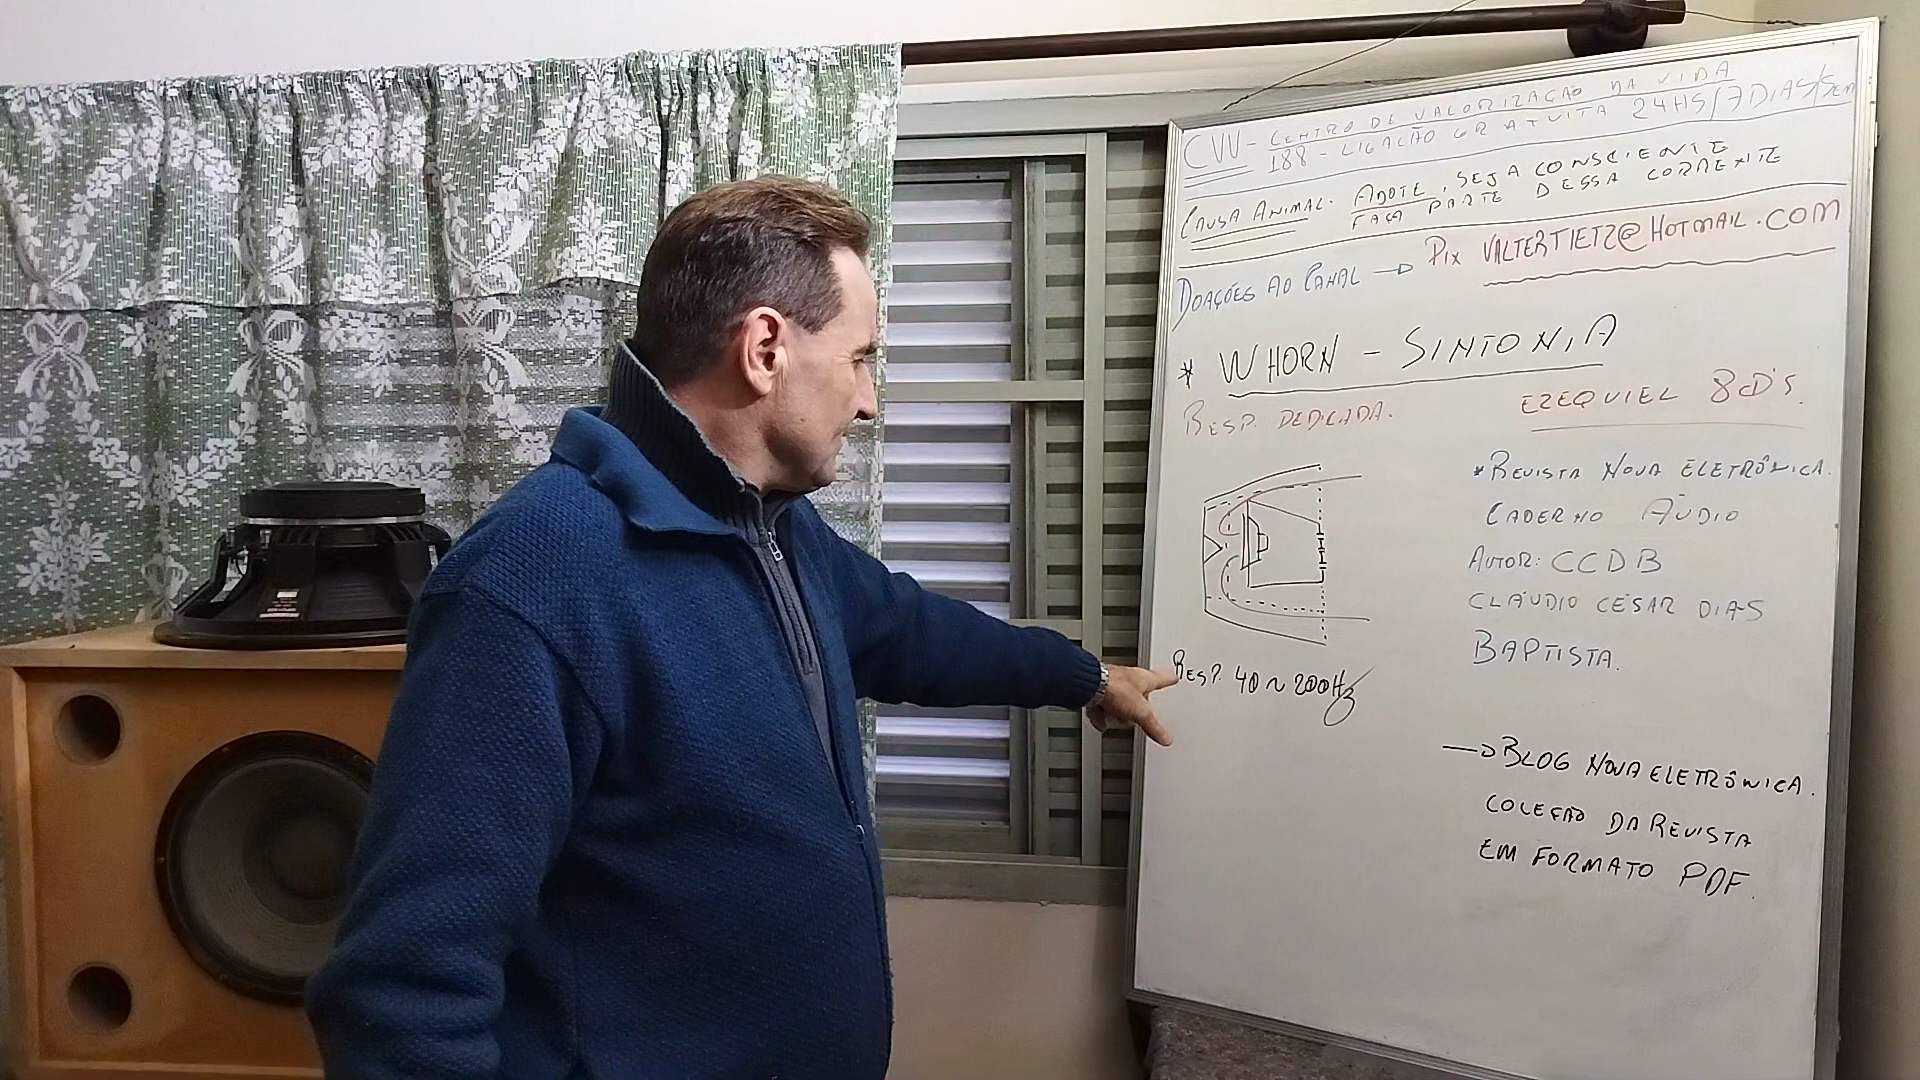 CVV - CENTRO DE VALORIZAÇÃO DA VIDA
188 - LIGAÇÃO GRATUITA 24HS/7DIAS/SEM
CAUSA ANIMAL. ADOTE, SEJA CONSCIENTE
FAÇA PARTE DESSA CORRENTE
DOAÇÕES AO CANAL → PIX VALTERTIETZ@HOTMAIL.COM
* W HORN - SINTONIA
RESP. DEDICADA.
EZEQUIEL 8CD'S.
*REVISTA NOVA ELETRÔNICA.
CADERNO ÁUDIO
AUTOR: CCDB
CLÁUDIO CÉSAR DIAS
BAPTISTA.
RESP. 40 ~ 200Hz
→ BLOG NOVA ELETRÔNICA.
COLEÇÃO DA REVISTA
EM FORMATO PDF.